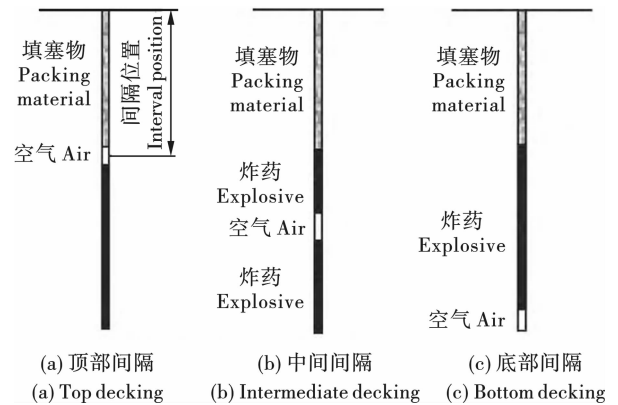 填塞物
Packing
material
间隔位置
Interval position
空气 Air
填塞物
Packing
material
炸药
Explosive
空气 Air
炸药
Explosive
填塞物
Packing
material
炸药
Explosive
空气 Air
(a) 顶部间隔
(a) Top decking
(b) 中间间隔
(b) Intermediate decking
(c) 底部间隔
(c) Bottom decking